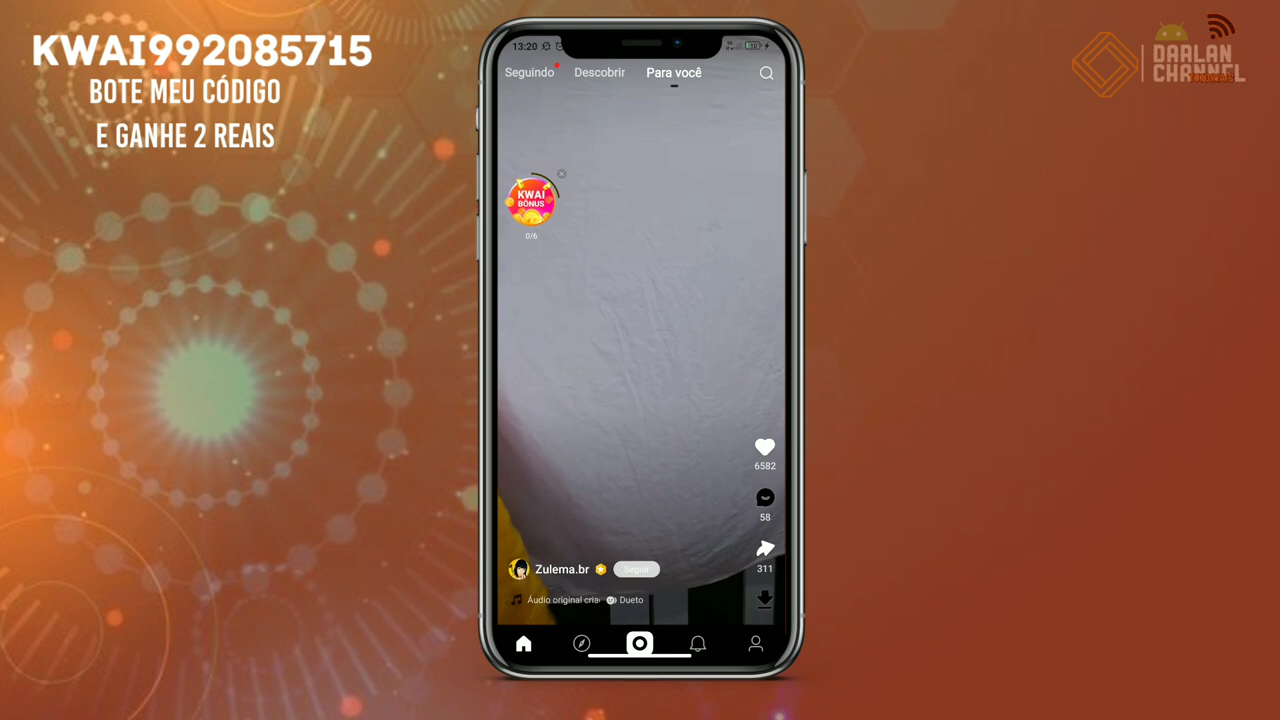 KWAI992085715
BOTE MEU CÓDIGO
E GANHE 2 REAIS
DARLAN
CHANNEL
13:20
Seguindo
Descobrir
Para você
KWAI
BÔNUS
0/6
6582
58
311
Zulema.br
Seguir
Áudio original cria
Dueto